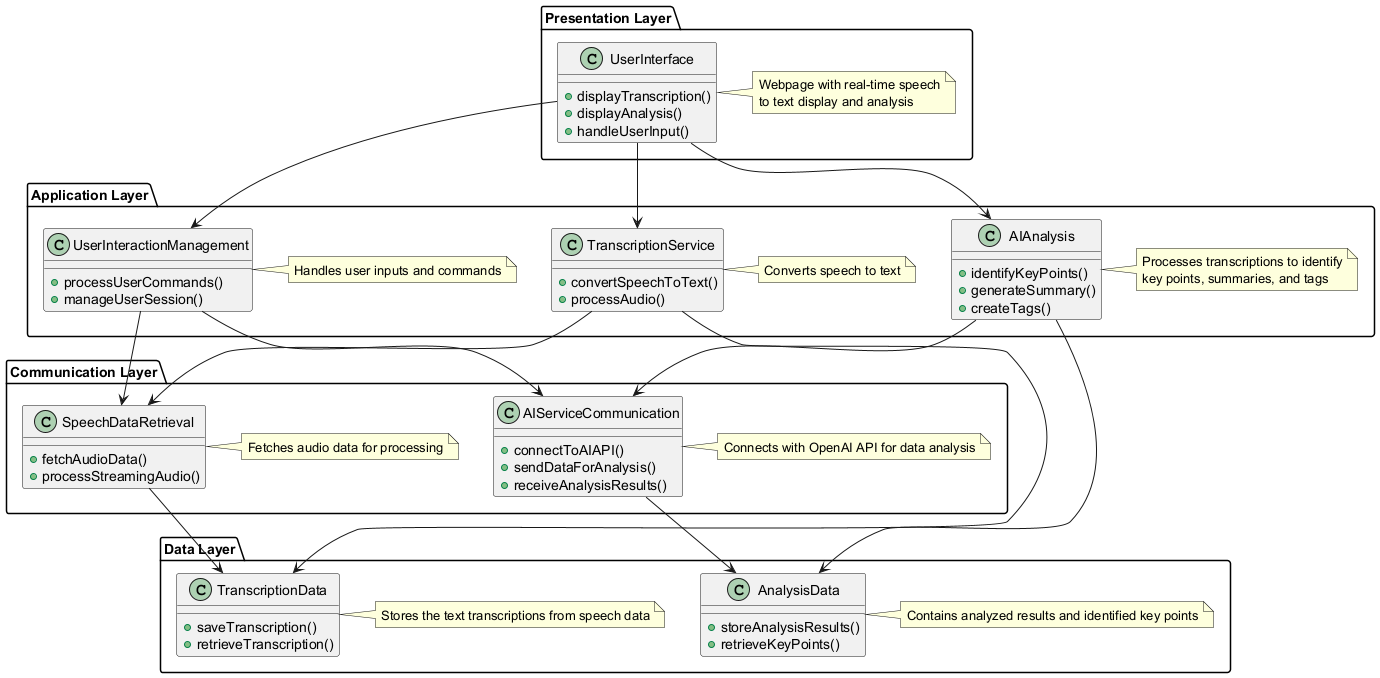 Presentation Layer
C UserInterface
displayTranscription()
displayAnalysis()
handleUserInput()
Webpage with real-time speech
to text display and analysis
Application Layer
C UserInteractionManagement
processUserCommands()
manageUserSession()
Handles user inputs and commands
C TranscriptionService
convertSpeechToText()
processAudio()
Converts speech to text
C AIAnalysis
identifyKeyPoints()
generateSummary()
createTags()
Processes transcriptions to identify
key points, summaries, and tags
Communication Layer
C SpeechDataRetrieval
fetchAudioData()
processStreamingAudio()
Fetches audio data for processing
C AIServiceCommunication
connectToAIAPI()
sendDataForAnalysis()
receiveAnalysisResults()
Connects with OpenAI API for data analysis
Data Layer
C TranscriptionData
saveTranscription()
retrieveTranscription()
Stores the text transcriptions from speech data
C AnalysisData
storeAnalysisResults()
retrieveKeyPoints()
Contains analyzed results and identified key points